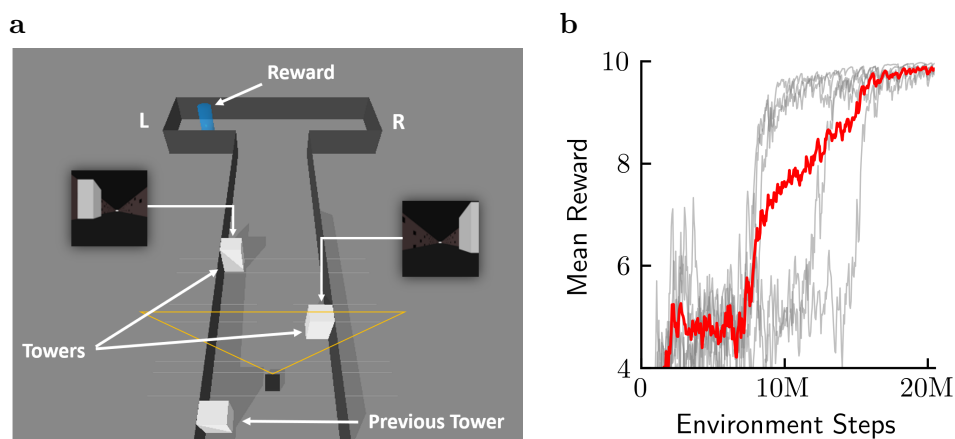 a
Reward
L
R
Towers
Previous Tower
b
Mean Reward
10
8
6
4
0
10M
20M
Environment Steps